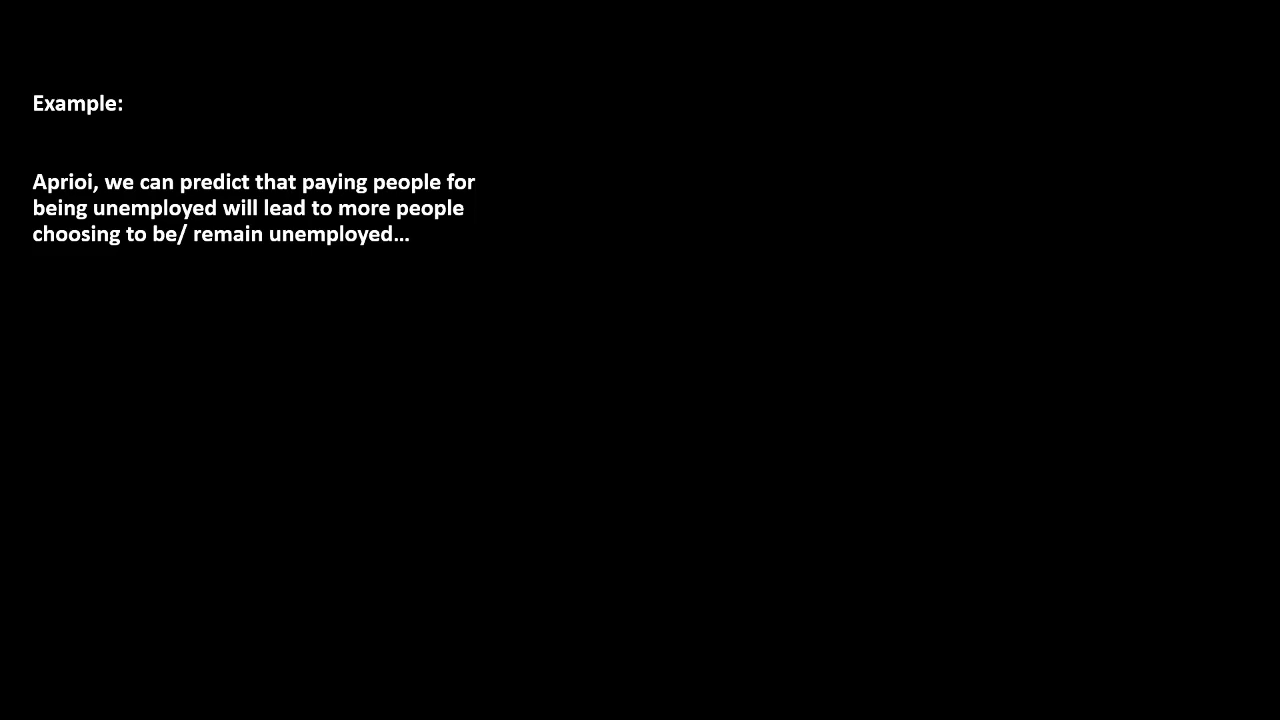 Example:
Aprioi, we can predict that paying people for
being unemployed will lead to more people
choosing to be/ remain unemployed...